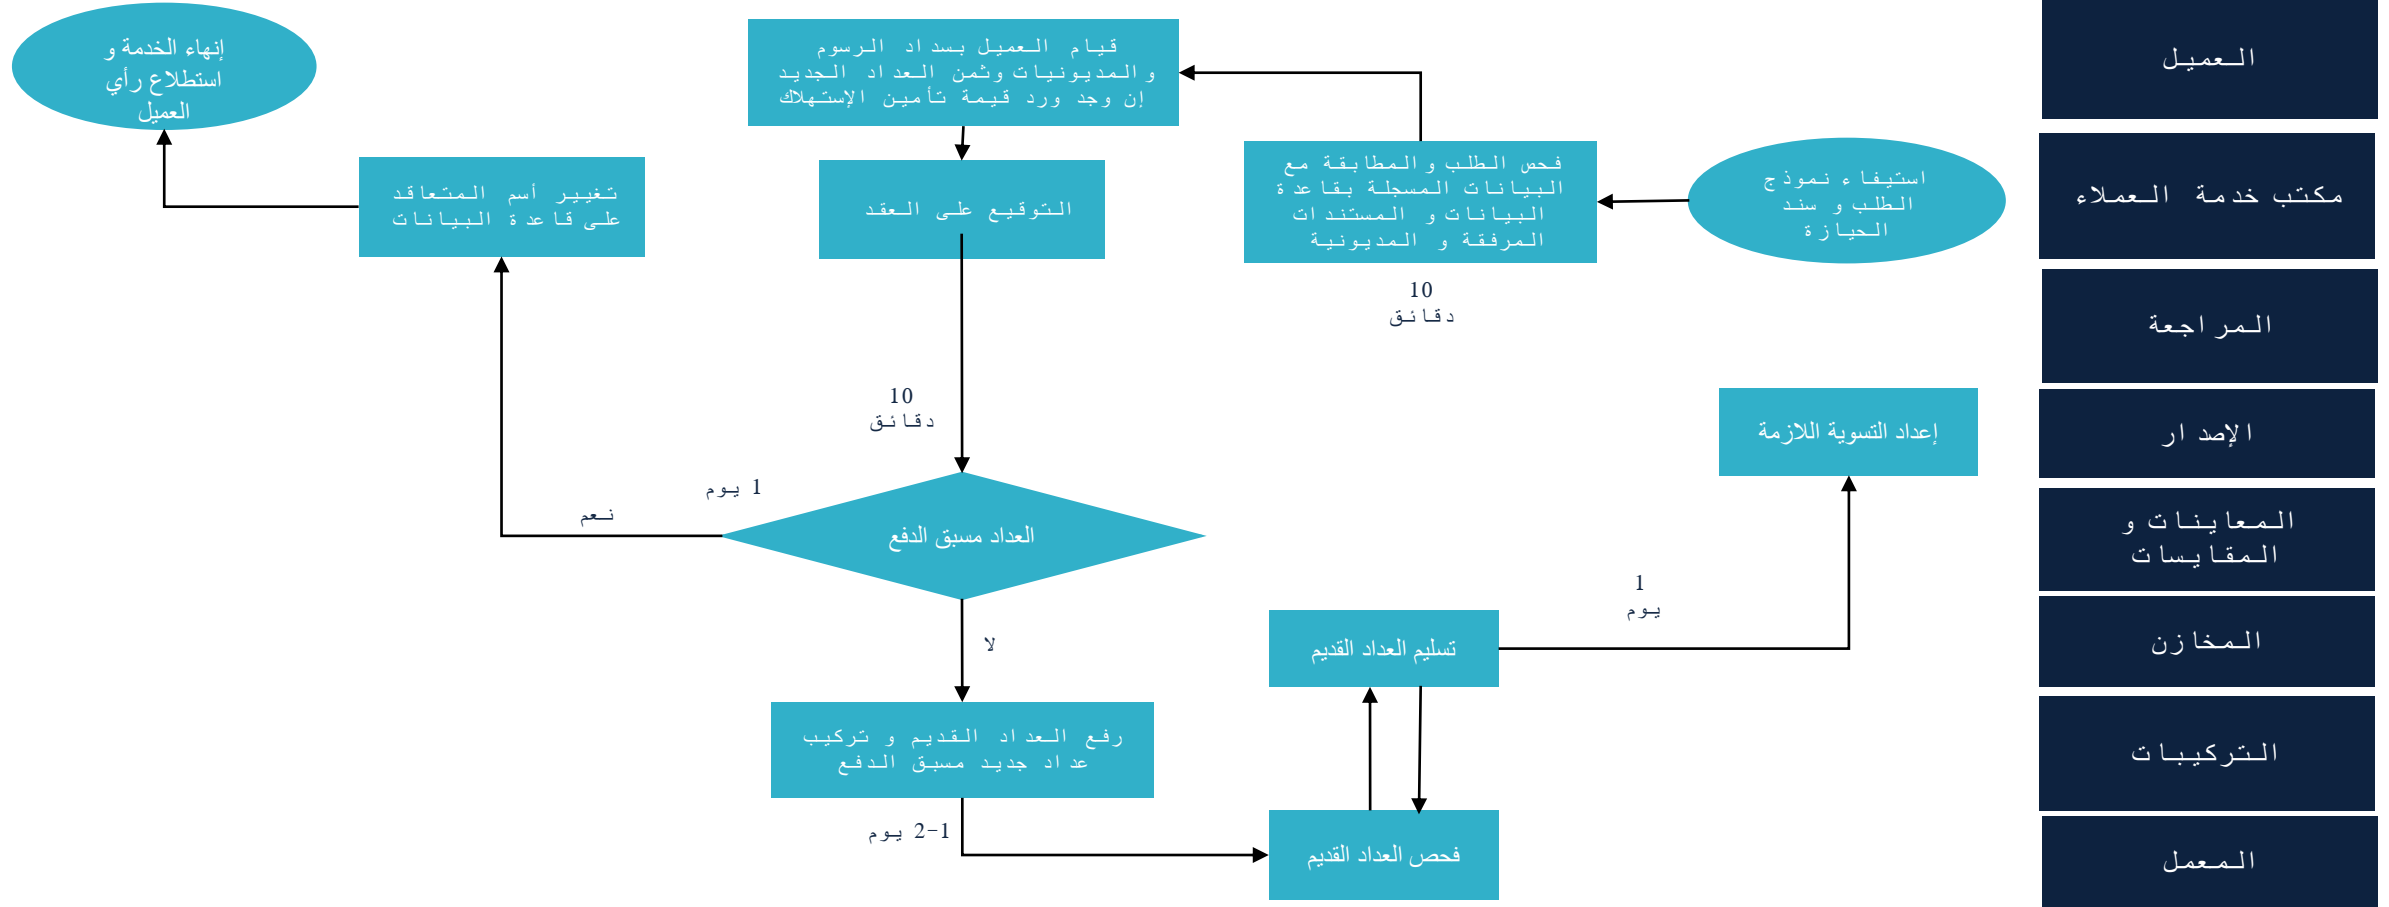 العميل
مكتب خدمة العملاء
المراجعة
الإصدار
المعاينات و
المقايسات
المخازن
التركيبات
المعمل
استيفاء نموذج
الطلب و سند
الحيازة
فحص الطلب والمطابقة مع
البيانات المسجلة بقاعدة
البيانات و المستندات
المرفقة و المديونية
10
دقائق
قيام العميل بسداد الرسوم
والمديونيات وثمن العداد الجديد
إن وجد ورد قيمة تأمين الإستهلاك
التوقيع على العقد
10
دقائق
العداد مسبق الدفع
1 يوم
نعم
تغيير أسم المتعاقد
على قاعدة البيانات
إنهاء الخدمة و
استطلاع رأي
العميل
لا
رفع العداد القديم و تركيب
عداد جديد مسبق الدفع
1-2 يوم
فحص العداد القديم
تسليم العداد القديم
1
يوم
إعداد التسوية اللازمة